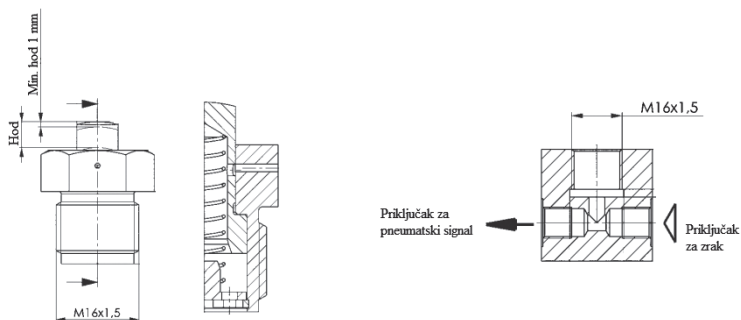 Min. hod 1 mm
Hod
M16x1,5
M16x1,5
Priključak za
pneumatski signal
Priključak
za zrak